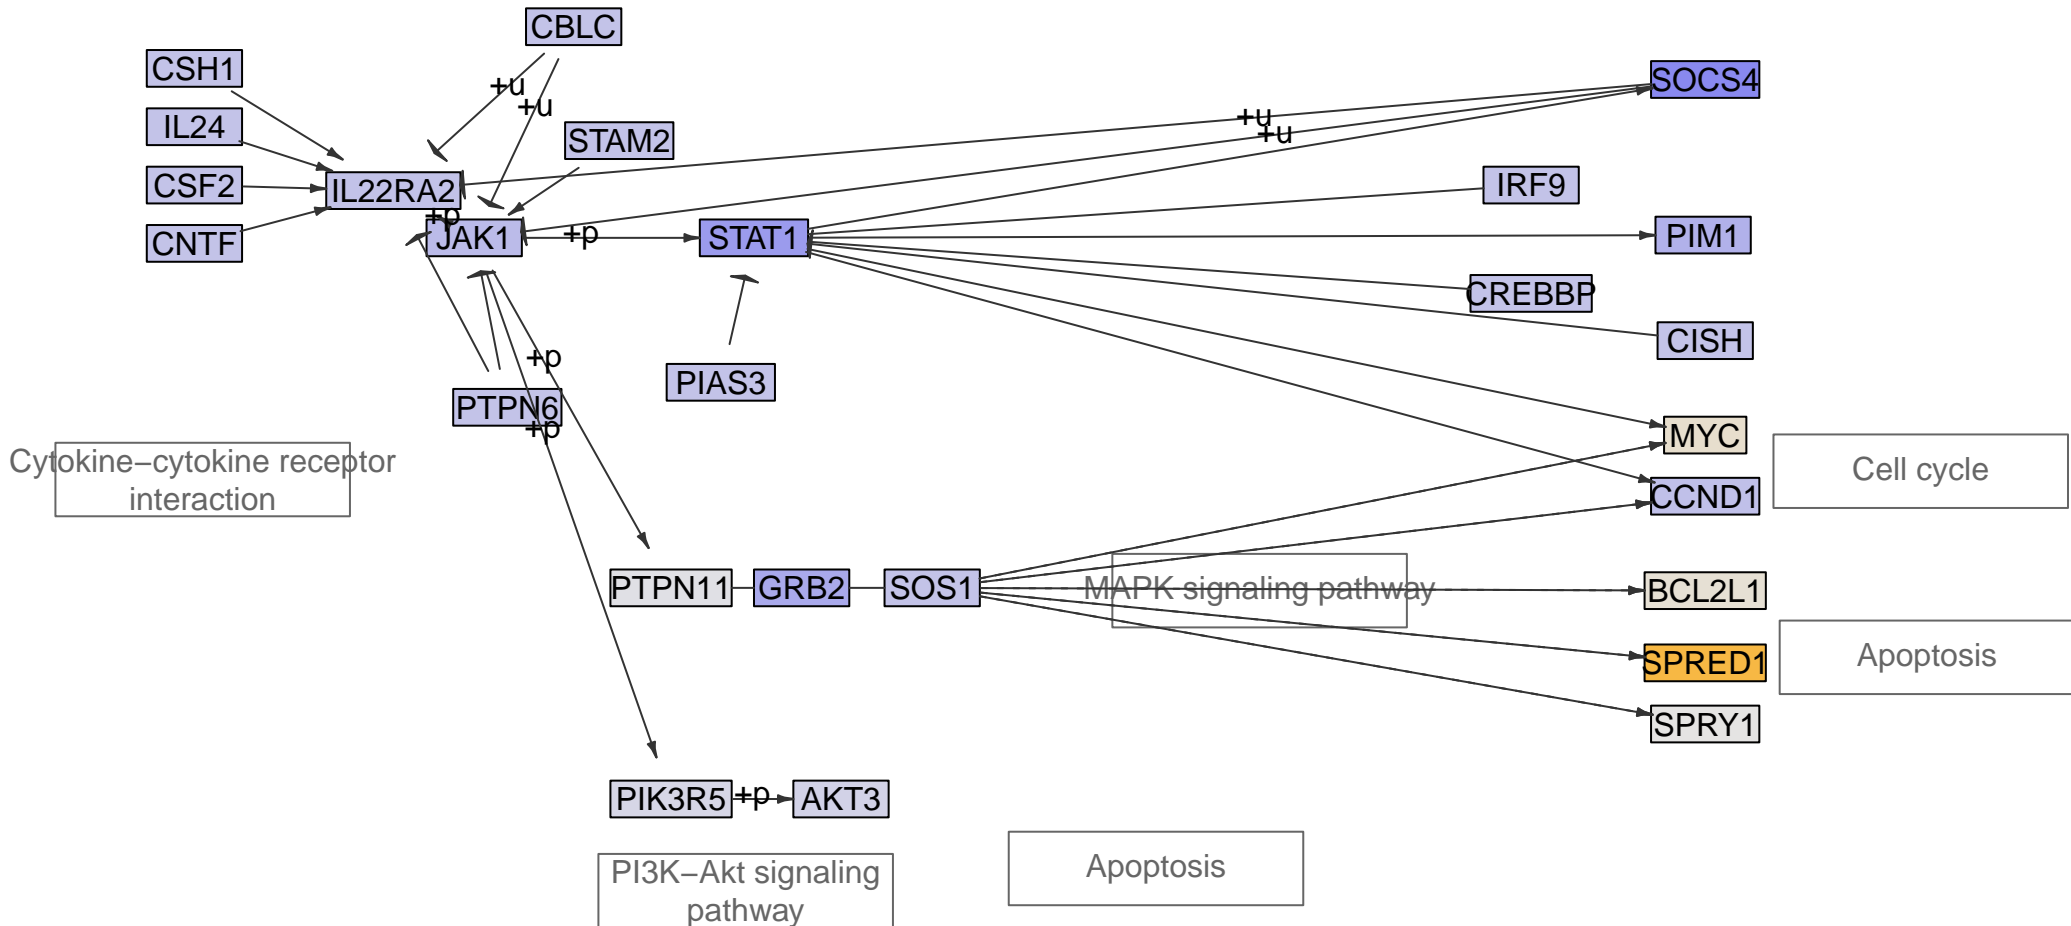 CBLC
CSH1
SOCS4
+u
+u
+u
+u
IL24
STAM2
CSF2
IL22RA2
IRF9
+p
CNTF
JAK1
+p
STAT1
PIM1
CREBBP
CISH
+p
PIAS3
PTPN6
+p
MYC
Cytokine–cytokine receptor
interaction
Cell cycle
CCND1
PTPN11
GRB2
SOS1
MAPK signaling pathway
BCL2L1
SPRED1
Apoptosis
SPRY1
PIK3R5
+p
AKT3
PI3K–Akt signaling
pathway
Apoptosis